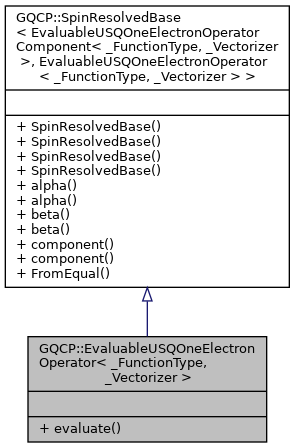 GQCP::SpinResolvedBase
< EvaluableUSQOneElectronOperator
Component< _FunctionType, _Vectorizer
>, EvaluableUSQOneElectronOperator
< _FunctionType, _Vectorizer > >
+ SpinResolvedBase()
+ SpinResolvedBase()
+ SpinResolvedBase()
+ SpinResolvedBase()
+ alpha()
+ alpha()
+ beta()
+ beta()
+ component()
+ component()
+ FromEqual()
GQCP::EvaluableUSQOneElectron
Operator< _FunctionType,
_Vectorizer >
+ evaluate()